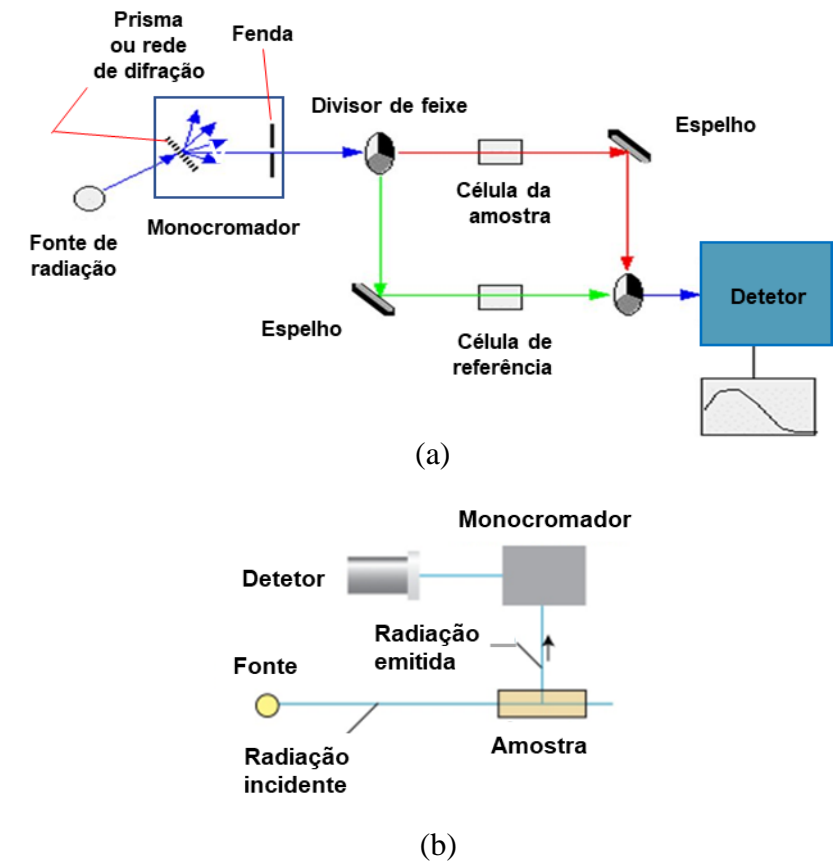 Prisma
ou rede
de difração
Fenda
Divisor de feixe
Espelho
Célula da
amostra
Monocromador
Fonte de
radiação
Espelho
Célula de
referência
Detetor
(a)
Monocromador
Detetor
Radiação
emitida
Fonte
Radiação
incidente
Amostra
(b)